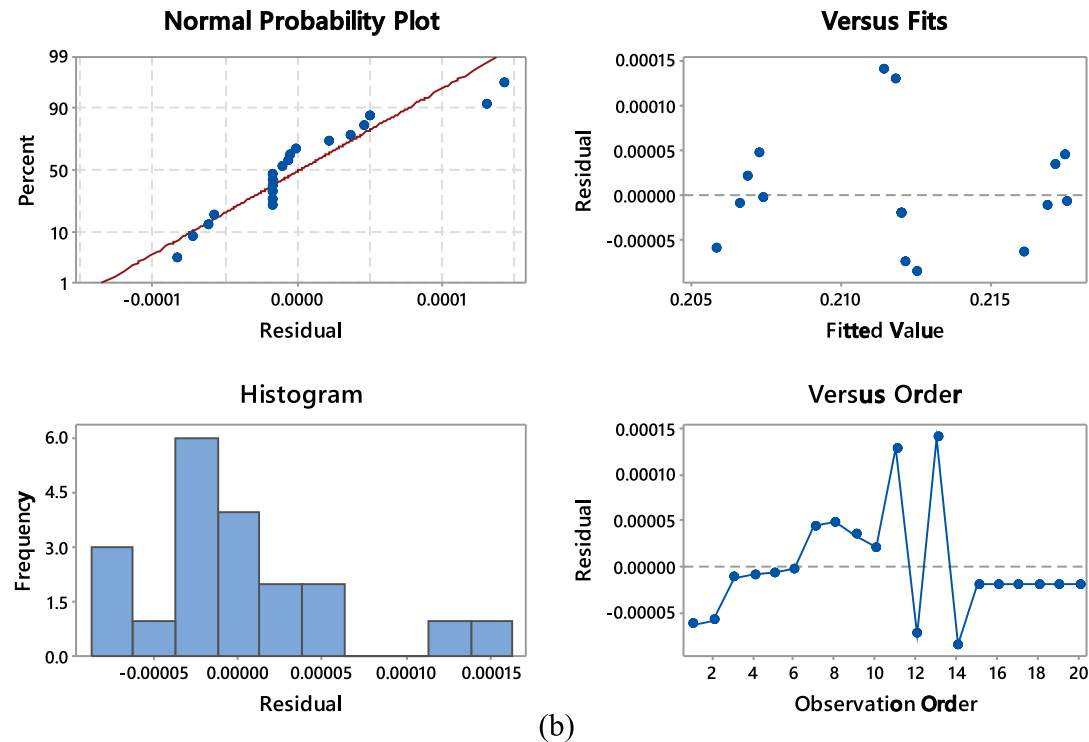 Normal Probability Plot
99
90
50
10
1
Percent
-0.0001 0.0000 0.0001
Residual
Versus Fits
0.00015
0.00010
0.00005
0.00000
-0.00005
Residual
0.205 0.210 0.215
Fitted Value
Histogram
6.0
4.5
3.0
1.5
0.0
Frequency
-0.00005 0.00000 0.00005 0.00010 0.00015
Residual
Versus Order
0.00015
0.00010
0.00005
0.00000
-0.00005
Residual
2 4 6 8 10 12 14 16 18 20
Observation Order
(b)